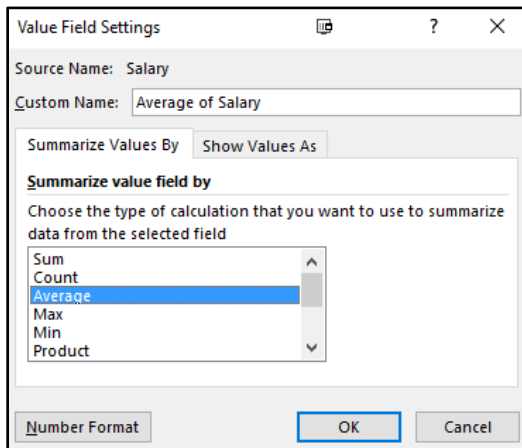 Value Field Settings ? X
Source Name: Salary
Custom Name: Average of Salary
Summarize Values By Show Values As
Summarize value field by
Choose the type of calculation that you want to use to summarize
data from the selected field
Sum
Count
Average
Max
Min
Product
Number Format OK Cancel